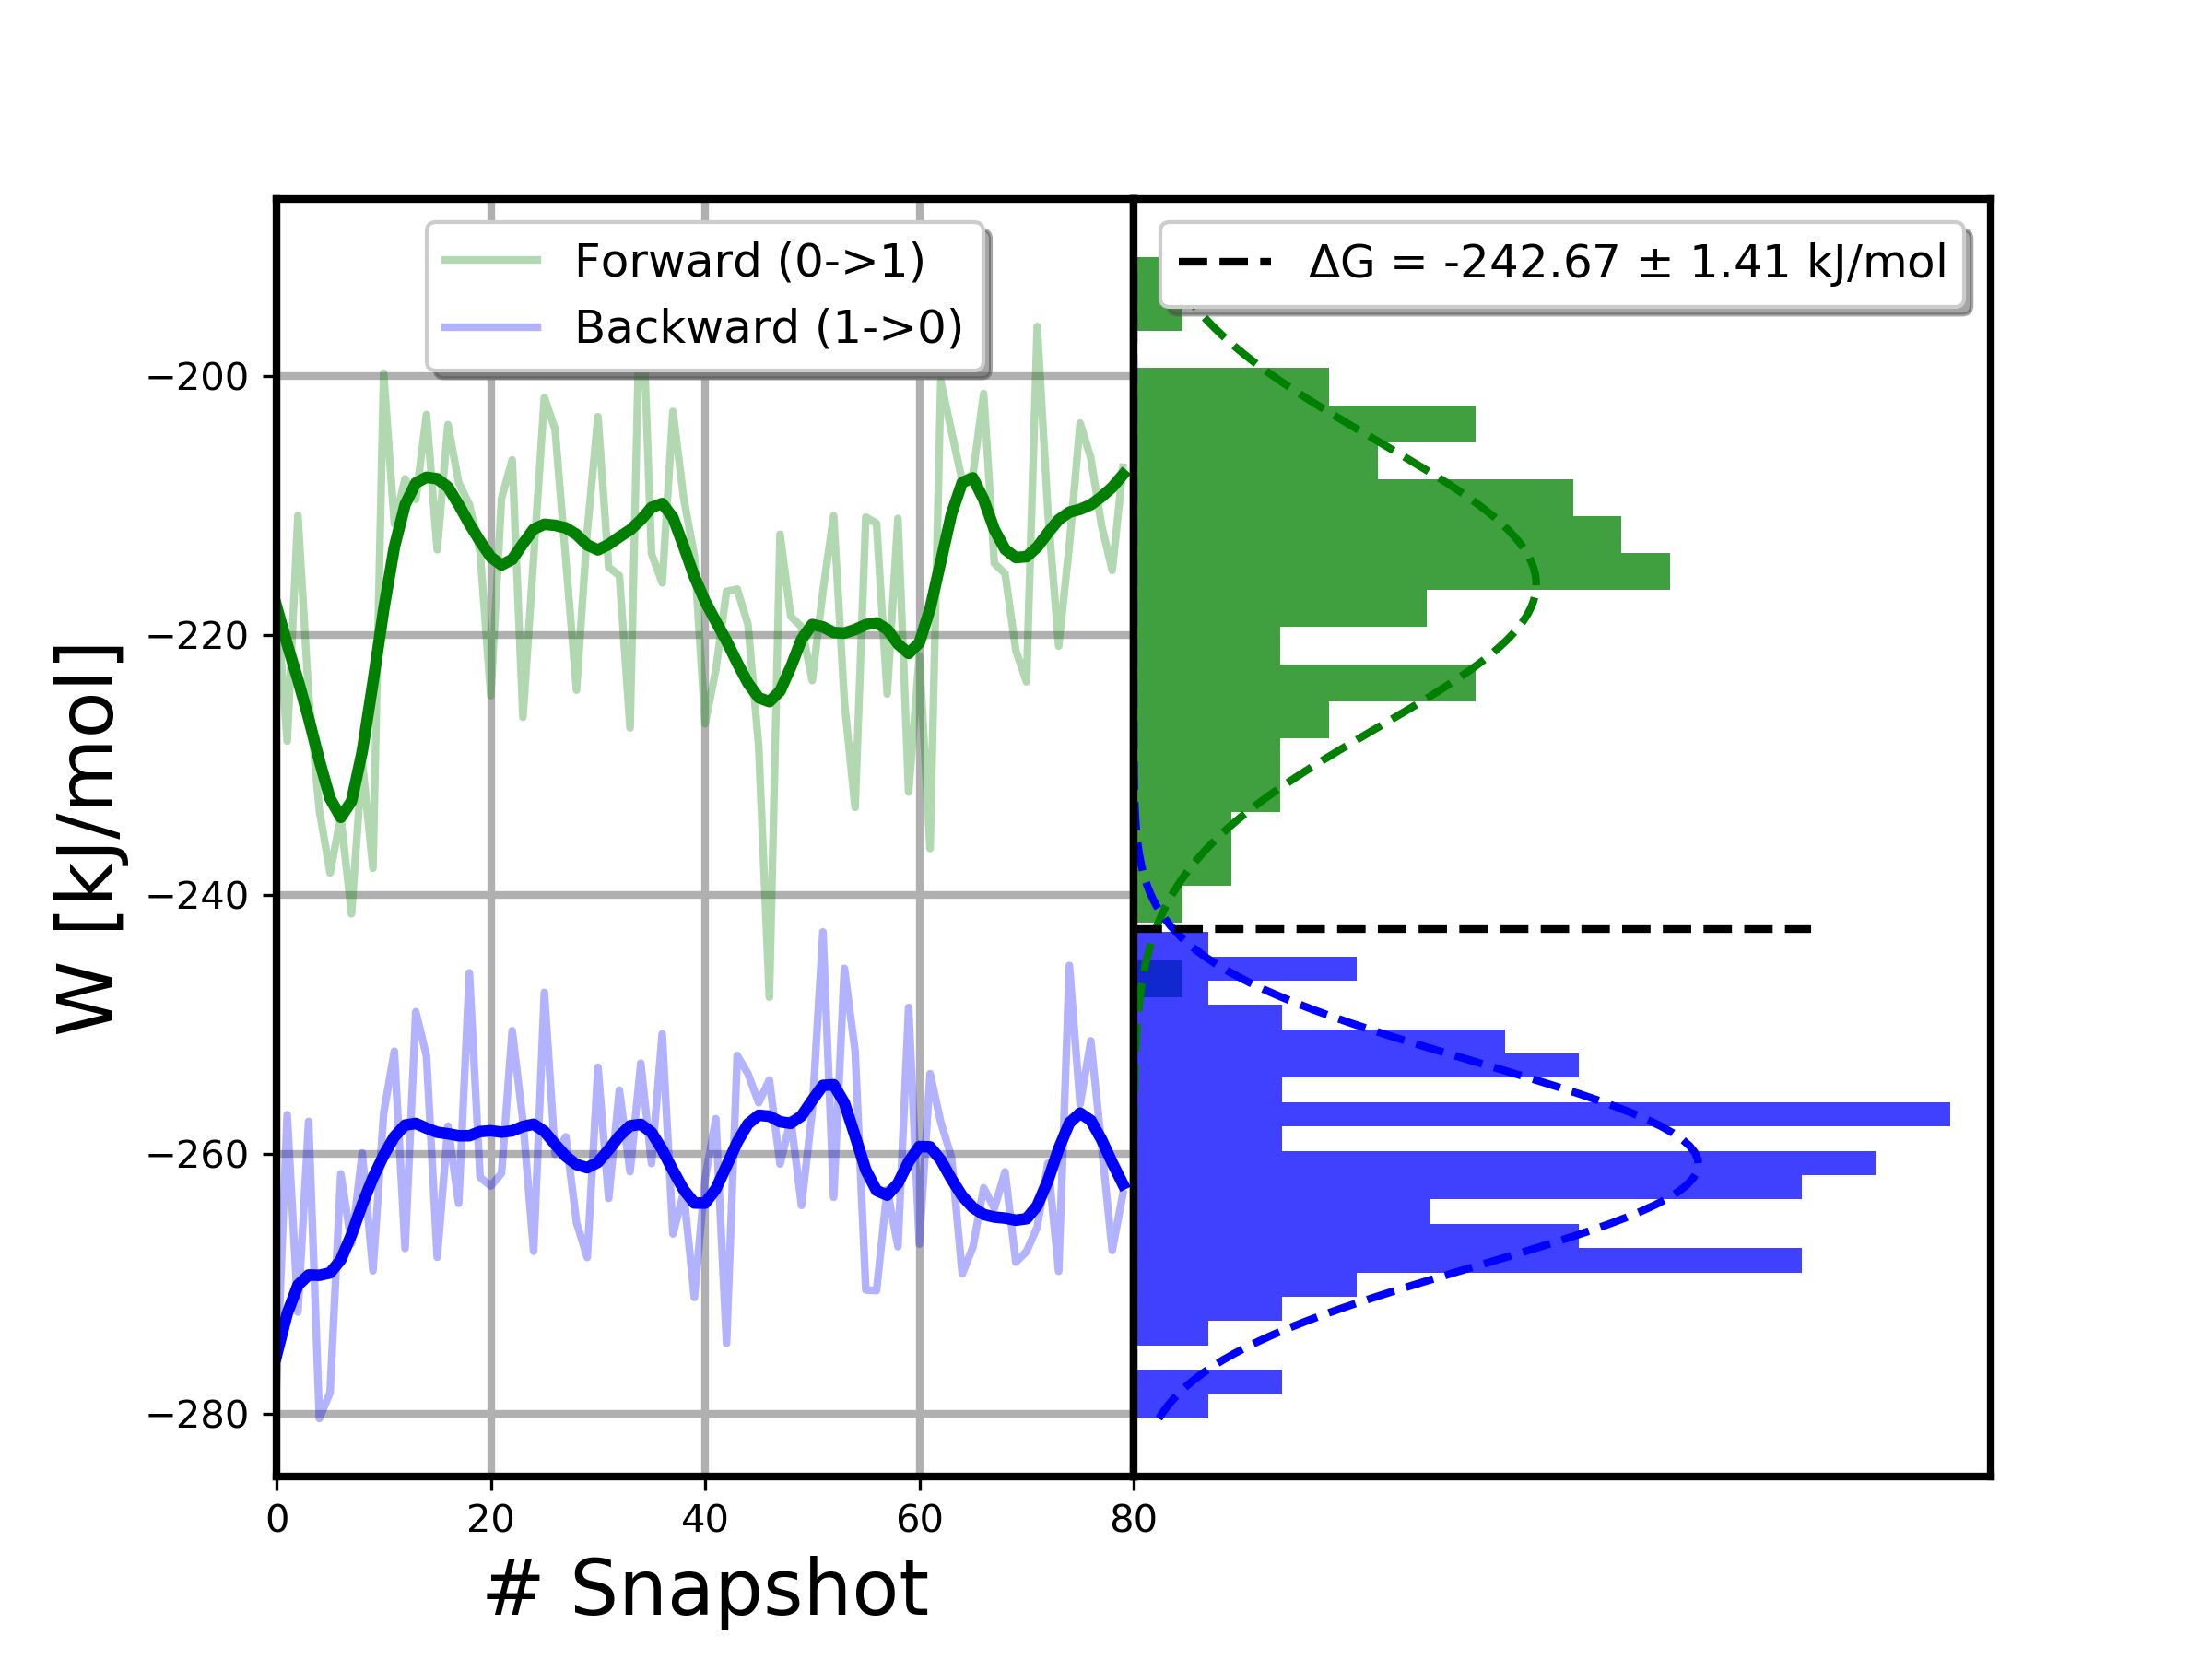 Forward (0->1)
Backward (1->0)
ΔG = -242.67 ± 1.41 kJ/mol
W [kJ/mol]
−200
−220
−240
−260
−280
0 20 40 60 80
# Snapshot